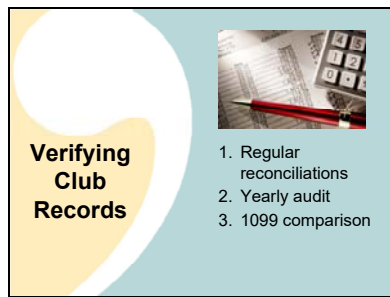 Verifying
Club
Records
1. Regular
reconciliations
2. Yearly audit
3. 1099 comparison